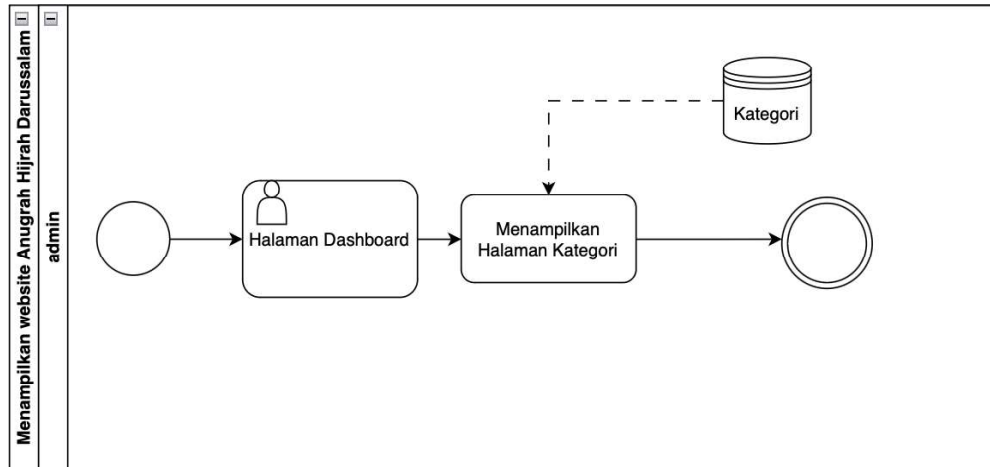 Menampilkan website Anugrah Hijrah Darussalam
admin
Halaman Dashboard
Menampilkan
Halaman Kategori
Kategori